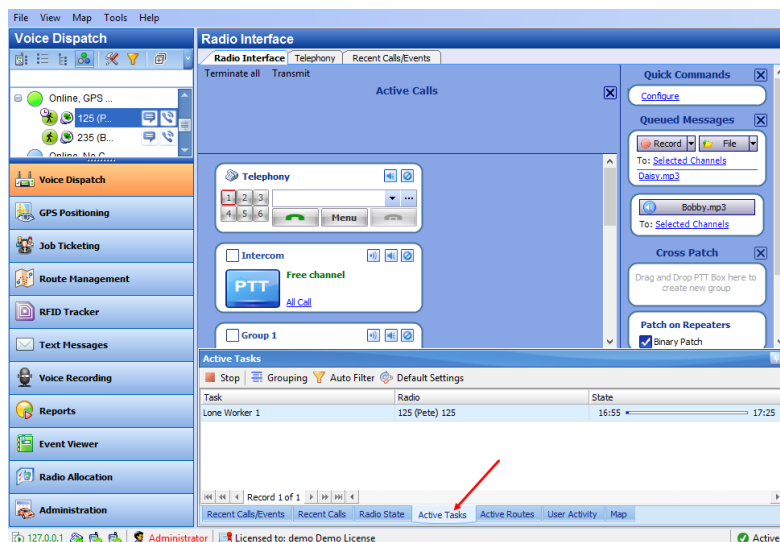 File View Map Tools Help
Voice Dispatch
Online, GPS ...
125 (P...
235 (B...
Online, No C...
Voice Dispatch
GPS Positioning
Job Ticketing
Route Management
RFID Tracker
Text Messages
Voice Recording
Reports
Event Viewer
Radio Allocation
Administration
Radio Interface
Radio Interface Telephony Recent Calls/Events
Terminate all Transmit
Active Calls
Telephony
1 2 3
4 5 6 Menu
Intercom
PTT Free channel
All Call
Group 1
Quick Commands
Configure
Queued Messages
Record File
To: Selected Channels
Daisy.mp3
Bobby.mp3
To: Selected Channels
Cross Patch
Drag and Drop PTT Box here to
create new group
Patch on Repeaters
Binary Patch
Active Tasks
Stop Grouping Auto Filter Default Settings
Task Radio State
Lone Worker 1 125 (Pete) 125 16:55 17:25
Record 1 of 1
Recent Calls/Events Recent Calls Radio State Active Tasks Active Routes User Activity Map
127.0.0.1 Administrator Licensed to: demo Demo License Active